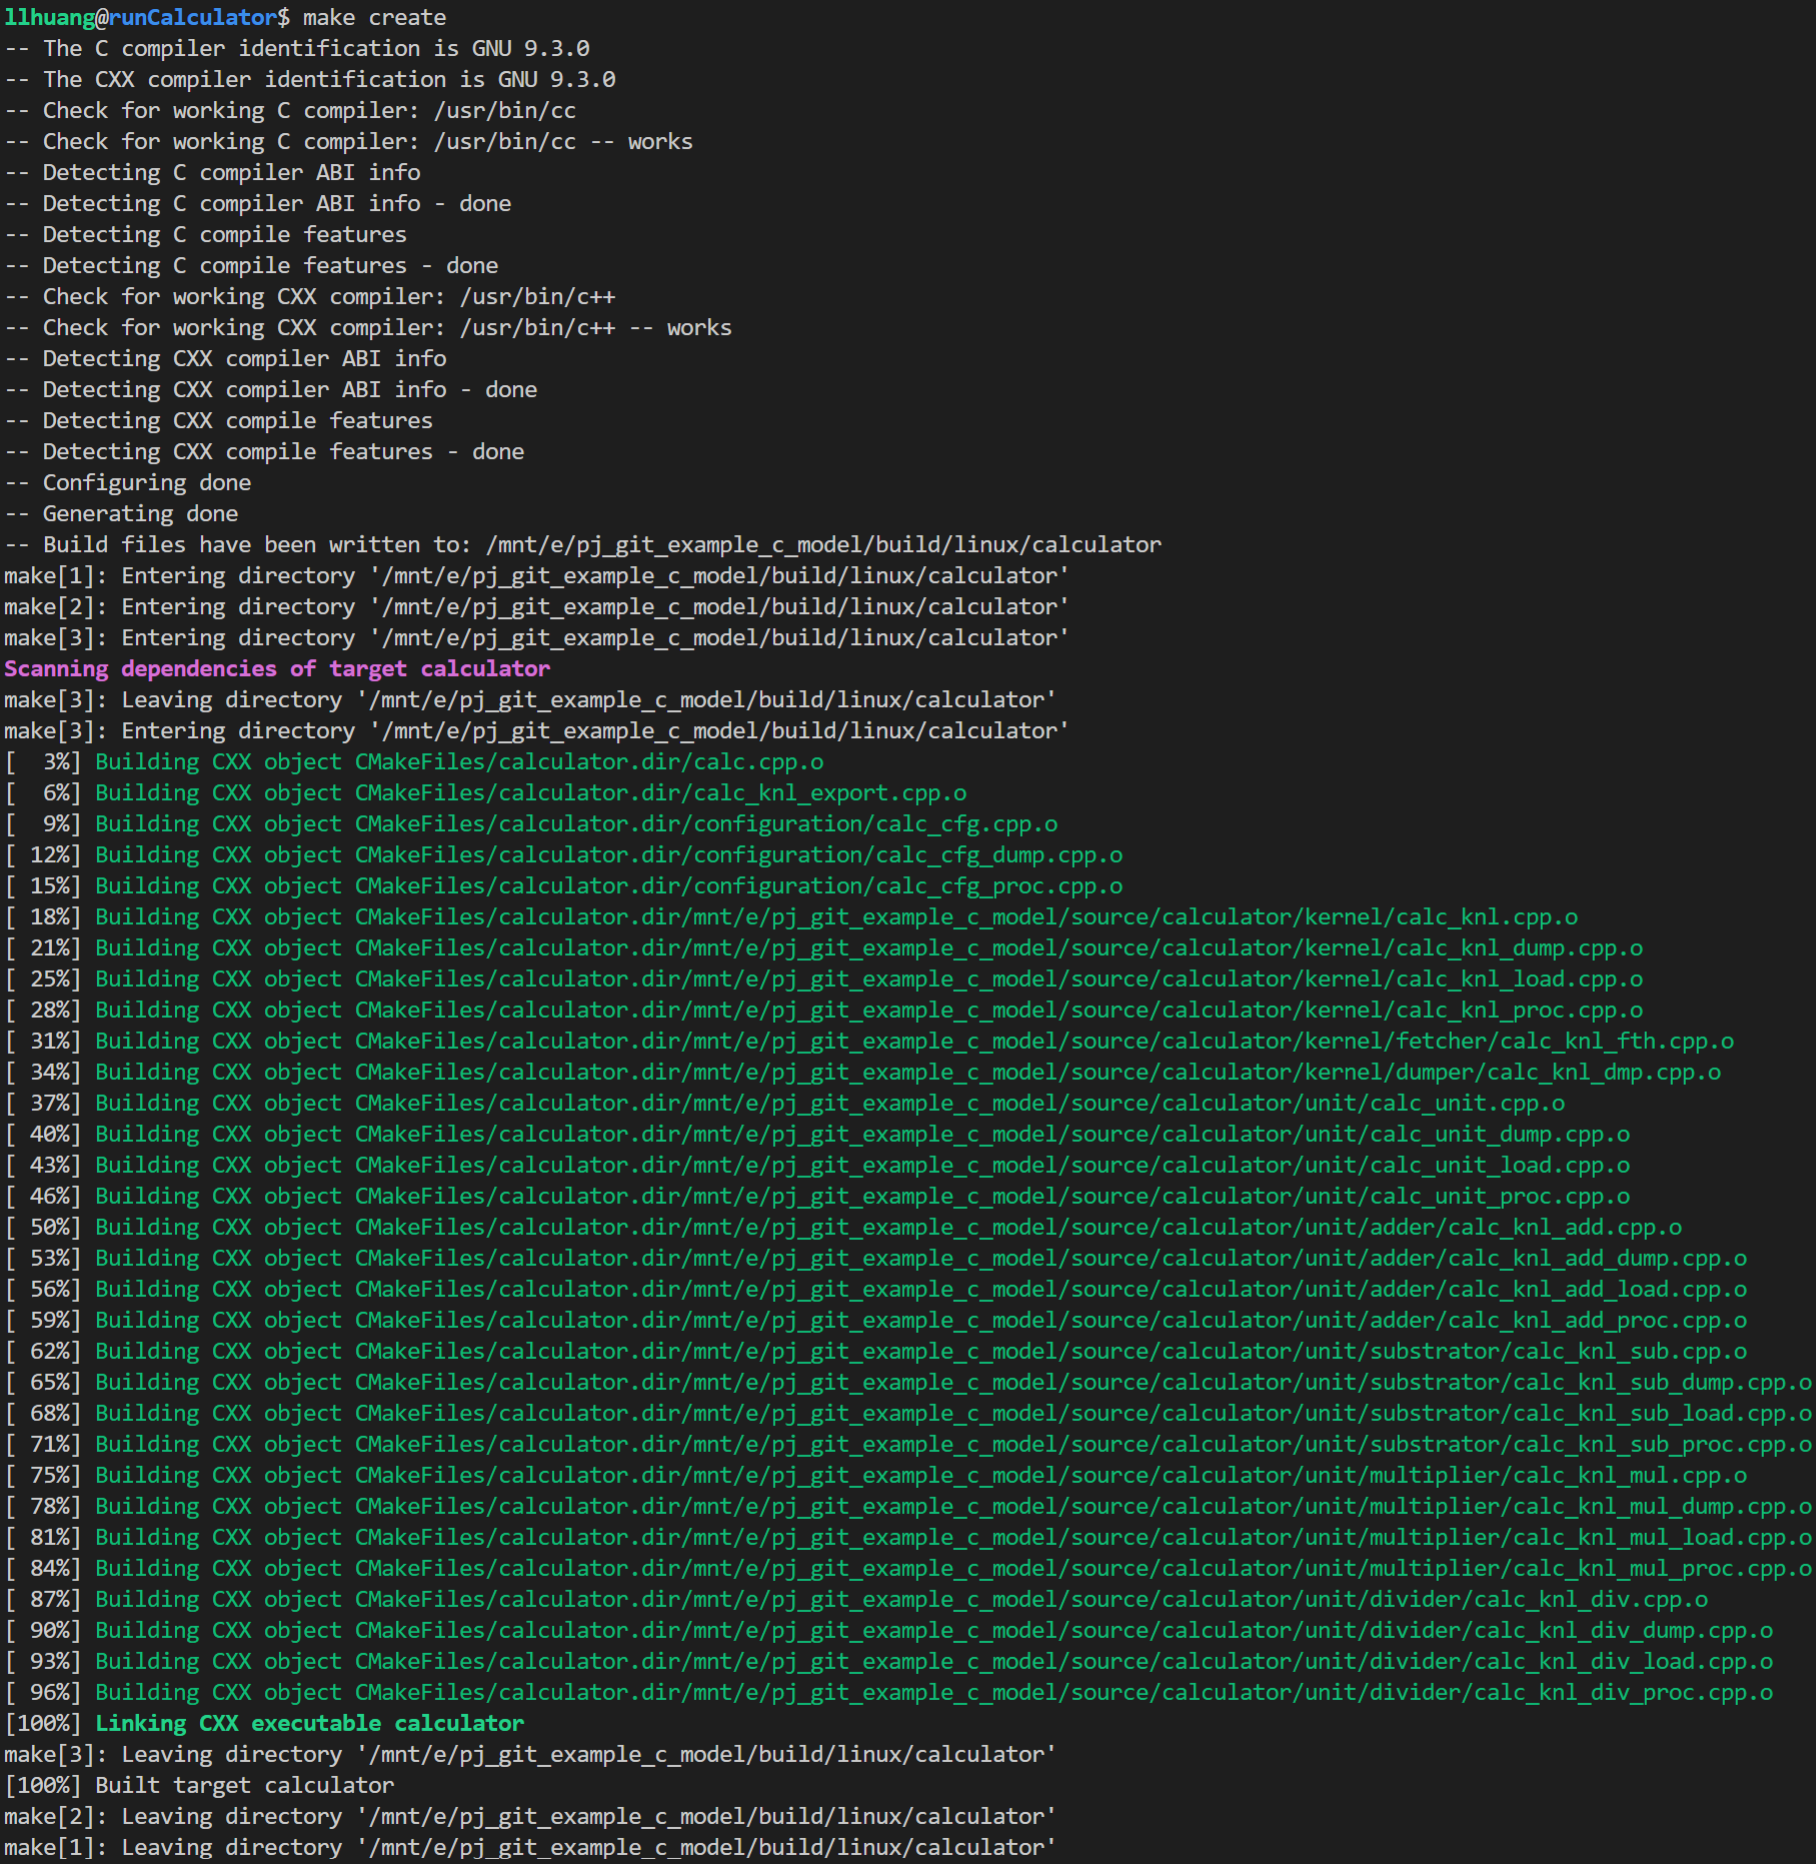 llhuang@runCalculator$ make create
-- The C compiler identification is GNU 9.3.0
-- The CXX compiler identification is GNU 9.3.0
-- Check for working C compiler: /usr/bin/cc
-- Check for working C compiler: /usr/bin/cc -- works
-- Detecting C compiler ABI info
-- Detecting C compiler ABI info - done
-- Detecting C compile features
-- Detecting C compile features - done
-- Check for working CXX compiler: /usr/bin/c++
-- Check for working CXX compiler: /usr/bin/c++ -- works
-- Detecting CXX compiler ABI info
-- Detecting CXX compiler ABI info - done
-- Detecting CXX compile features
-- Detecting CXX compile features - done
-- Configuring done
-- Generating done
-- Build files have been written to: /mnt/e/pj_git_example_c_model/build/linux/calculator
make[1]: Entering directory '/mnt/e/pj_git_example_c_model/build/linux/calculator'
make[2]: Entering directory '/mnt/e/pj_git_example_c_model/build/linux/calculator'
make[3]: Entering directory '/mnt/e/pj_git_example_c_model/build/linux/calculator'
Scanning dependencies of target calculator
make[3]: Leaving directory '/mnt/e/pj_git_example_c_model/build/linux/calculator'
make[3]: Entering directory '/mnt/e/pj_git_example_c_model/build/linux/calculator'
[  3%] Building CXX object CMakeFiles/calculator.dir/calc.cpp.o
[  6%] Building CXX object CMakeFiles/calculator.dir/calc_knl_export.cpp.o
[  9%] Building CXX object CMakeFiles/calculator.dir/configuration/calc_cfg.cpp.o
[ 12%] Building CXX object CMakeFiles/calculator.dir/configuration/calc_cfg_dump.cpp.o
[ 15%] Building CXX object CMakeFiles/calculator.dir/configuration/calc_cfg_proc.cpp.o
[ 18%] Building CXX object CMakeFiles/calculator.dir/mnt/e/pj_git_example_c_model/source/calculator/kernel/calc_knl.cpp.o
[ 21%] Building CXX object CMakeFiles/calculator.dir/mnt/e/pj_git_example_c_model/source/calculator/kernel/calc_knl_dump.cpp.o
[ 25%] Building CXX object CMakeFiles/calculator.dir/mnt/e/pj_git_example_c_model/source/calculator/kernel/calc_knl_load.cpp.o
[ 28%] Building CXX object CMakeFiles/calculator.dir/mnt/e/pj_git_example_c_model/source/calculator/kernel/calc_knl_proc.cpp.o
[ 31%] Building CXX object CMakeFiles/calculator.dir/mnt/e/pj_git_example_c_model/source/calculator/kernel/fetcher/calc_knl_fth.cpp.o
[ 34%] Building CXX object CMakeFiles/calculator.dir/mnt/e/pj_git_example_c_model/source/calculator/kernel/dumper/calc_knl_dmp.cpp.o
[ 37%] Building CXX object CMakeFiles/calculator.dir/mnt/e/pj_git_example_c_model/source/calculator/unit/calc_unit.cpp.o
[ 40%] Building CXX object CMakeFiles/calculator.dir/mnt/e/pj_git_example_c_model/source/calculator/unit/calc_unit_dump.cpp.o
[ 43%] Building CXX object CMakeFiles/calculator.dir/mnt/e/pj_git_example_c_model/source/calculator/unit/calc_unit_load.cpp.o
[ 46%] Building CXX object CMakeFiles/calculator.dir/mnt/e/pj_git_example_c_model/source/calculator/unit/calc_unit_proc.cpp.o
[ 50%] Building CXX object CMakeFiles/calculator.dir/mnt/e/pj_git_example_c_model/source/calculator/unit/adder/calc_knl_add.cpp.o
[ 53%] Building CXX object CMakeFiles/calculator.dir/mnt/e/pj_git_example_c_model/source/calculator/unit/adder/calc_knl_add_dump.cpp.o
[ 56%] Building CXX object CMakeFiles/calculator.dir/mnt/e/pj_git_example_c_model/source/calculator/unit/adder/calc_knl_add_load.cpp.o
[ 59%] Building CXX object CMakeFiles/calculator.dir/mnt/e/pj_git_example_c_model/source/calculator/unit/adder/calc_knl_add_proc.cpp.o
[ 62%] Building CXX object CMakeFiles/calculator.dir/mnt/e/pj_git_example_c_model/source/calculator/unit/substrator/calc_knl_sub.cpp.o
[ 65%] Building CXX object CMakeFiles/calculator.dir/mnt/e/pj_git_example_c_model/source/calculator/unit/substrator/calc_knl_sub_dump.cpp.o
[ 68%] Building CXX object CMakeFiles/calculator.dir/mnt/e/pj_git_example_c_model/source/calculator/unit/substrator/calc_knl_sub_load.cpp.o
[ 71%] Building CXX object CMakeFiles/calculator.dir/mnt/e/pj_git_example_c_model/source/calculator/unit/substrator/calc_knl_sub_proc.cpp.o
[ 75%] Building CXX object CMakeFiles/calculator.dir/mnt/e/pj_git_example_c_model/source/calculator/unit/multiplier/calc_knl_mul.cpp.o
[ 78%] Building CXX object CMakeFiles/calculator.dir/mnt/e/pj_git_example_c_model/source/calculator/unit/multiplier/calc_knl_mul_dump.cpp.o
[ 81%] Building CXX object CMakeFiles/calculator.dir/mnt/e/pj_git_example_c_model/source/calculator/unit/multiplier/calc_knl_mul_load.cpp.o
[ 84%] Building CXX object CMakeFiles/calculator.dir/mnt/e/pj_git_example_c_model/source/calculator/unit/multiplier/calc_knl_mul_proc.cpp.o
[ 87%] Building CXX object CMakeFiles/calculator.dir/mnt/e/pj_git_example_c_model/source/calculator/unit/divider/calc_knl_div.cpp.o
[ 90%] Building CXX object CMakeFiles/calculator.dir/mnt/e/pj_git_example_c_model/source/calculator/unit/divider/calc_knl_div_dump.cpp.o
[ 93%] Building CXX object CMakeFiles/calculator.dir/mnt/e/pj_git_example_c_model/source/calculator/unit/divider/calc_knl_div_load.cpp.o
[ 96%] Building CXX object CMakeFiles/calculator.dir/mnt/e/pj_git_example_c_model/source/calculator/unit/divider/calc_knl_div_proc.cpp.o
[100%] Linking CXX executable calculator
make[3]: Leaving directory '/mnt/e/pj_git_example_c_model/build/linux/calculator'
[100%] Built target calculator
make[2]: Leaving directory '/mnt/e/pj_git_example_c_model/build/linux/calculator'
make[1]: Leaving directory '/mnt/e/pj_git_example_c_model/build/linux/calculator'